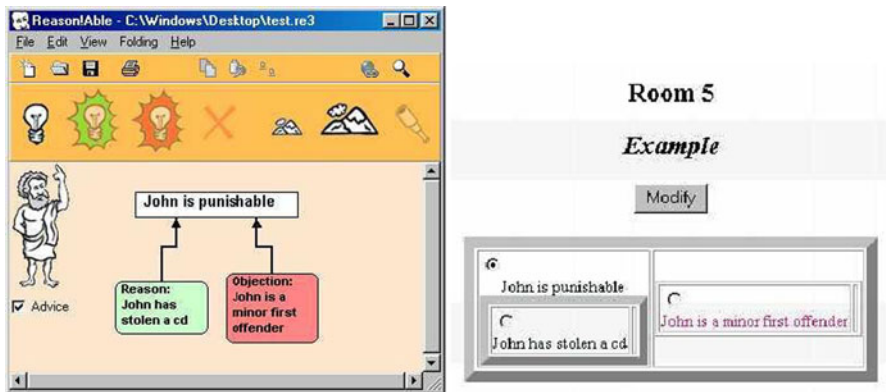 Reason!Able - C:\Windows\Desktop\test.re3
File Edit View Folding Help
John is punishable
Reason:
John has
stolen a cd
Objection:
John is a
minor first
offender
Advice
Room 5
Example
Modify
John is punishable
John has stolen a cd
John is a minor first offender